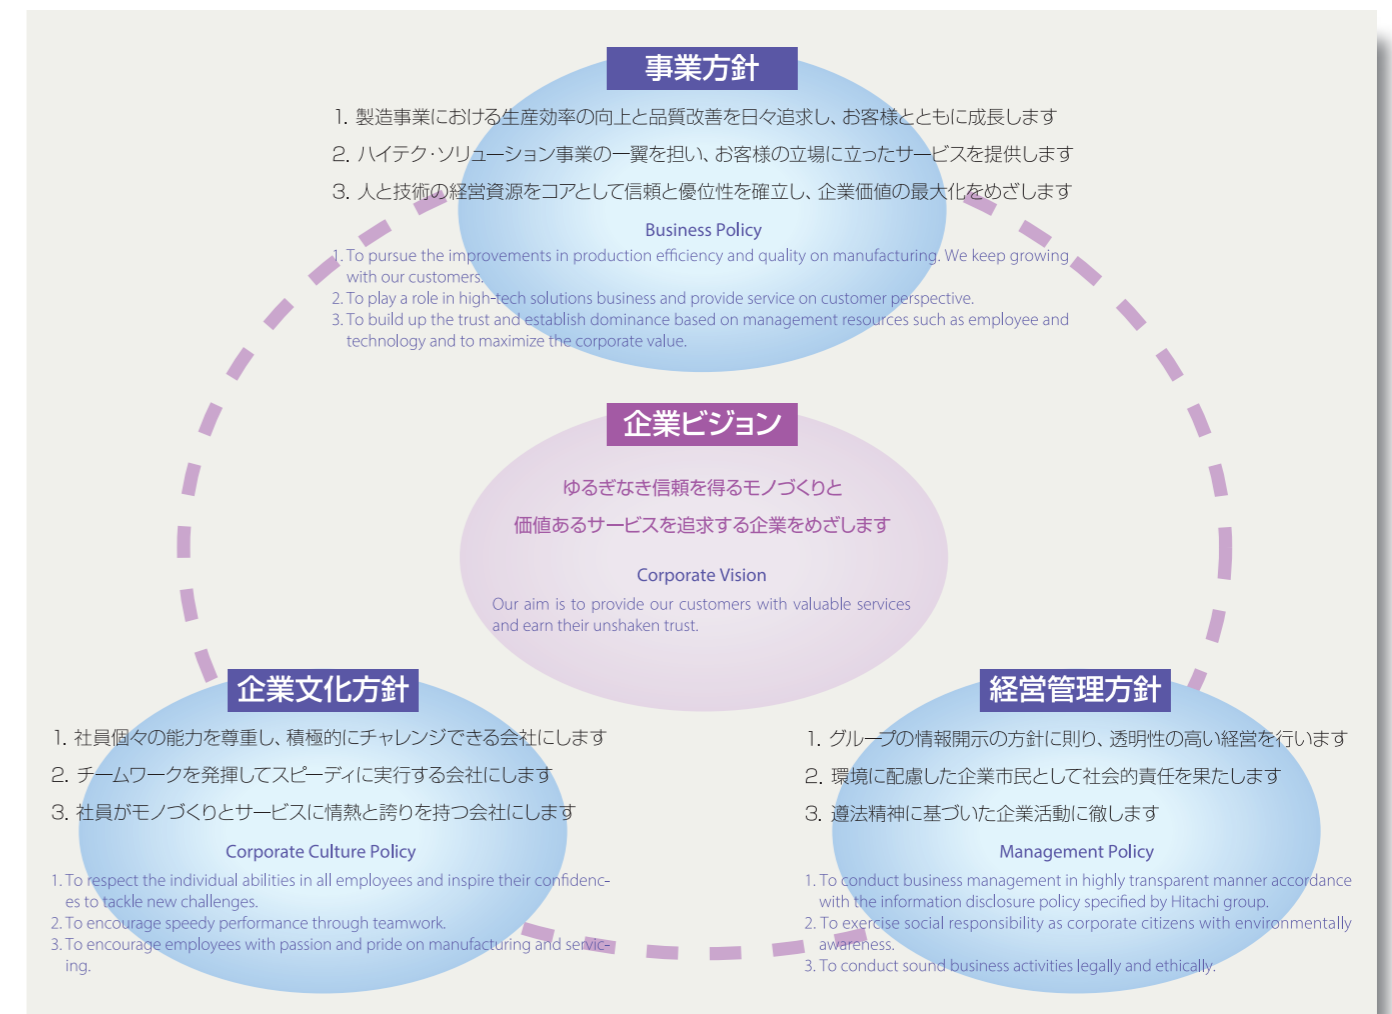 事業方針
1. 製造事業における生産効率の向上と品質改善を日々追求し、お客様とともに成長します
2. ハイテク・ソリューション事業の一翼を担い、お客様の立場に立ったサービスを提供します
3. 人と技術の経営資源をコアとして信頼と優位性を確立し、企業価値の最大化をめざします
Business Policy
1. To pursue the improvements in production efficiency and quality on manufacturing. We keep growing
with our customers.
2. To play a role in high-tech solutions business and provide service on customer perspective.
3. To build up the trust and establish dominance based on management resources such as employee and
technology and to maximize the corporate value.
企業ビジョン
ゆるぎなき信頼を得るモノづくりと
価値あるサービスを追求する企業をめざします
Corporate Vision
Our aim is to provide our customers with valuable services
and earn their unshaken trust.
企業文化方針
1. 社員個々の能力を尊重し、積極的にチャレンジできる会社にします
2. チームワークを発揮してスピーディに実行する会社にします
3. 社員がモノづくりとサービスに情熱と誇りを持つ会社にします
Corporate Culture Policy
1. To respect the individual abilities in all employees and inspire their confidenc-
es to tackle new challenges.
2. To encourage speedy performance through teamwork.
3. To encourage employees with passion and pride on manufacturing and servic-
ing.
経営管理方針
1. グループの情報開示の方針に則り、透明性の高い経営を行います
2. 環境に配慮した企業市民として社会的責任を果たします
3. 遵法精神に基づいた企業活動に徹します
Management Policy
1. To conduct business management in highly transparent manner accordance
with the information disclosure policy specified by Hitachi group.
2. To exercise social responsibility as corporate citizens with environmentally
awareness.
3. To conduct sound business activities legally and ethically.